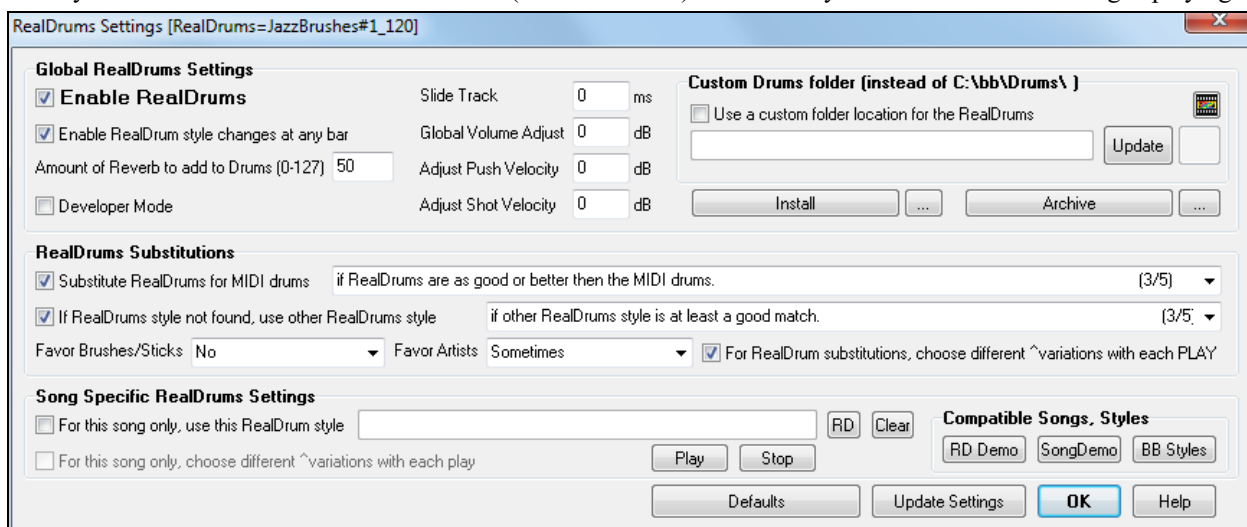 RealDrums Settings [RealDrums=JazzBrushes#1_120]
Global RealDrums Settings
Enable RealDrums
Enable RealDrum style changes at any bar
Amount of Reverb to add to Drums (0-127) 50
Developer Mode
Slide Track 0 ms
Global Volume Adjust 0 dB
Adjust Push Velocity 0 dB
Adjust Shot Velocity 0 dB
Custom Drums folder (instead of C:\bb\Drums\ )
Use a custom folder location for the RealDrums
Update
Install ... Archive ...
RealDrums Substitutions
Substitute RealDrums for MIDI drums if RealDrums are as good or better then the MIDI drums. (3/5)
If RealDrums style not found, use other RealDrums style if other RealDrums style is at least a good match. (3/5
Favor Brushes/Sticks No Favor Artists Sometimes For RealDrum substitutions, choose different ^variations with each PLAY
Song Specific RealDrums Settings
For this song only, use this RealDrum style RD Clear
For this song only, choose different ^variations with each play Play Stop
Compatible Songs, Styles
RD Demo SongDemo BB Styles
Defaults Update Settings OK Help